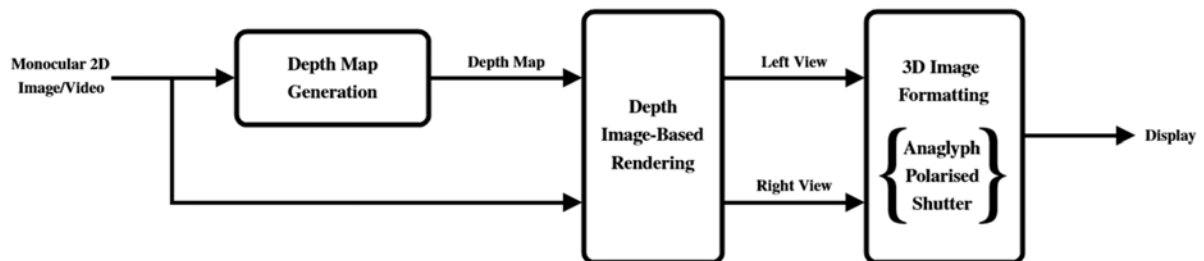 Monocular 2D
Image/Video
Depth Map
Generation
Depth Map
Depth
Image-Based
Rendering
Left View
Right View
3D Image
Formatting
Anaglyph
Polarised
Shutter
Display